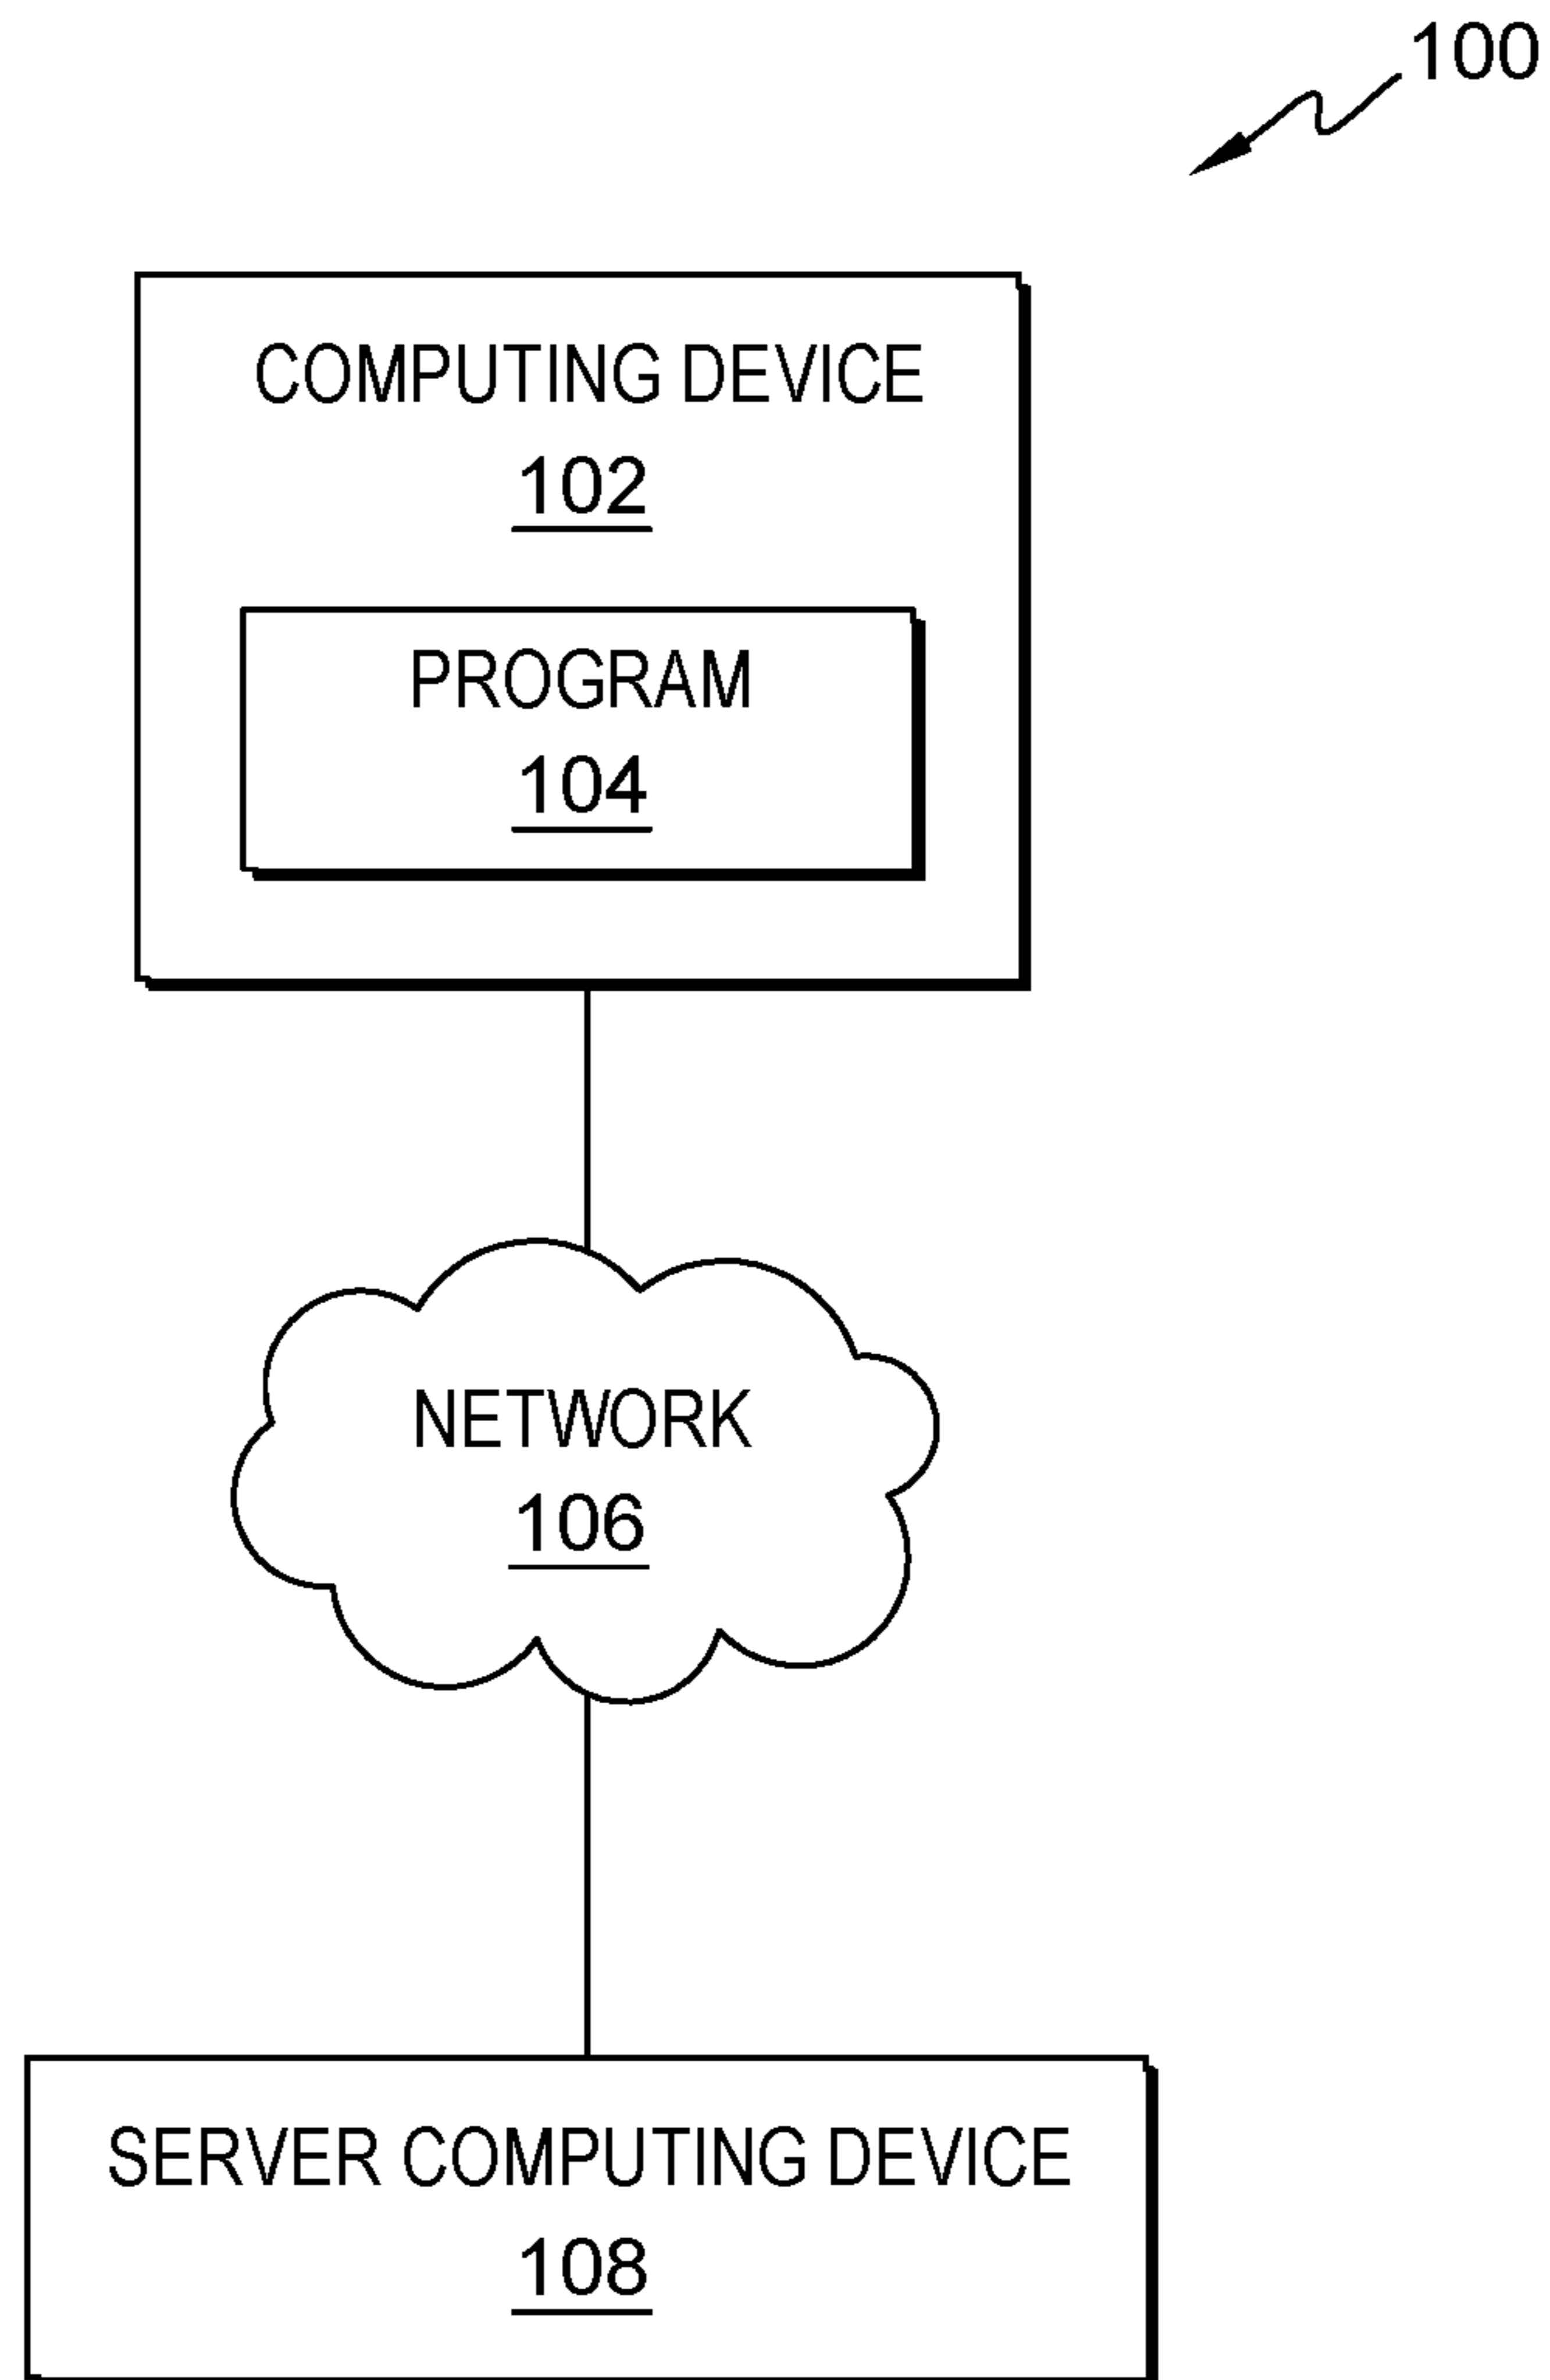 100
COMPUTING DEVICE
102
PROGRAM
104
NETWORK
106
SERVER COMPUTING DEVICE
108